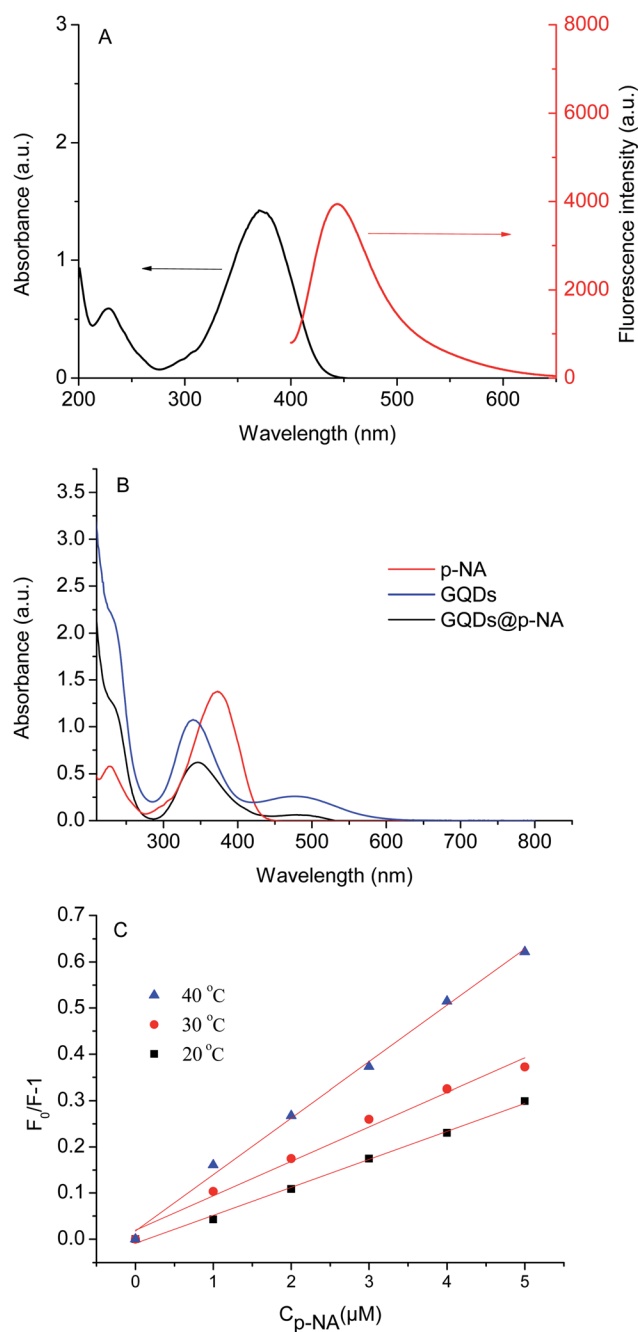 A
3
2
1
0
Absorbance (a.u.)
8000
6000
4000
2000
0
Fluorescence intensity (a.u.)
200 300 400 500 600
Wavelength (nm)
B
3.5
3.0
2.5
2.0
1.5
1.0
0.5
0.0
Absorbance (a.u.)
p-NA
GQDs
GQDs@p-NA
300 400 500 600 700 800
Wavelength (nm)
C
0.7
0.6
0.5
0.4
0.3
0.2
0.1
0.0
F0/F-1
40 °C
30 °C
20 °C
0 1 2 3 4 5
Cp-NA(μM)